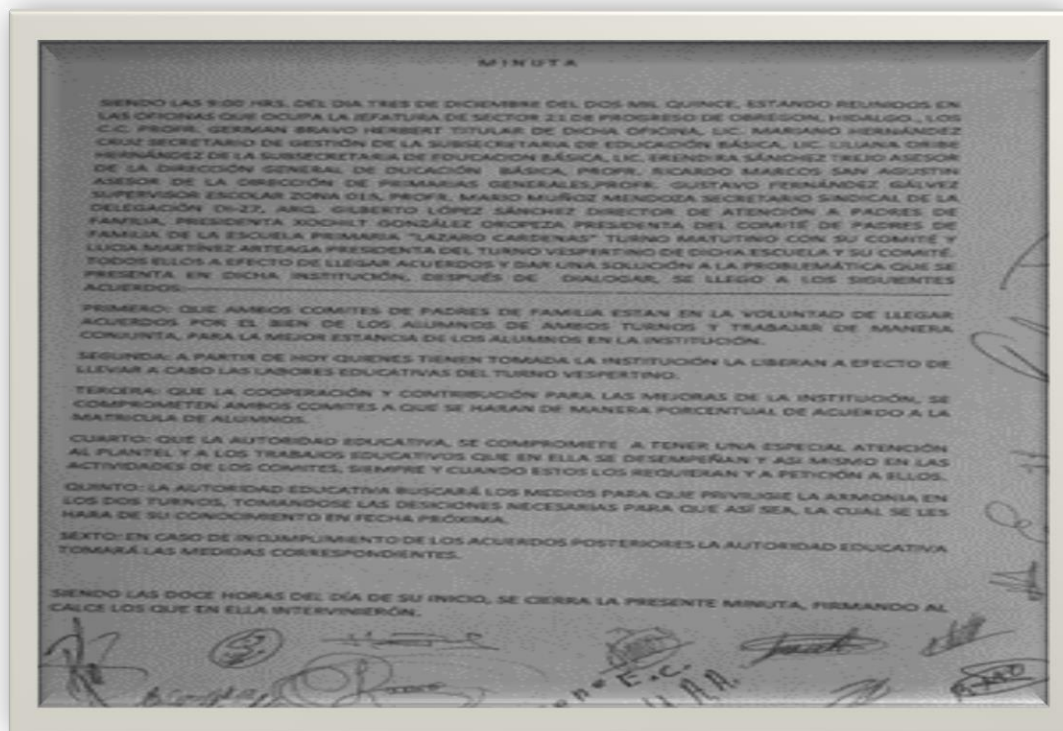 MINUTA
SIENDO LAS 9:00 HRS. DEL DIA TRES DE DICIEMBRE DEL DOS MIL QUINCE, ESTANDO REUNIDOS EN
LAS OFICINAS QUE OCUPA LA JEFATURA DE SECTOR 21 DE PROGRESO DE OBREGON, HIDALGO., LOS
C.C. PROFR. GERMAN BRAVO HERBERT TITULAR DE DICHA OFICINA, LIC. MARIANO HERNÁNDEZ
CRUZ SECRETARIO DE GESTIÓN DE LA SUBSECRETARIA DE EDUCACIÓN BÁSICA, LIC. LILIANA ORIBE
HERNÁNDEZ DE LA SUBSECRETARIA DE EDUCACION BÁSICA, LIC. ERENDIRA SÁNCHEZ TREJO ASESOR
DE LA DIRECCIÓN GENERAL DE DUCACIÓN BÁSICA, PROFR. RICARDO MARCOS SAN AGUSTIN
ASESOR DE LA DIRECCIÓN DE PRIMARIAS GENERALES,PROFR. GUSTAVO FERNÁNDEZ GÁLVEZ
SUPERVISOR ESCOLAR ZONA 015, PROFR. MARIO MUÑOZ MENDOZA SECRETARIO SINDICAL DE LA
DELEGACIÓN DI-27, ARQ. GILBERTO LÓPEZ SÁNCHEZ DIRECTOR DE ATENCIÓN A PADRES DE
FAMILIA, PRESIDENTA XOCHILT GONZÁLEZ OROPEZA PRESIDENTA DEL COMITÉ DE PADRES DE
FAMILIA DE LA ESCUELA PRIMARIA "LAZARO CARDENAS" TURNO MATUTINO CON SU COMITÉ Y
LUCIA MARTÍNEZ ARTEAGA PRESIDENTA DEL TURNO VESPERTINO DE DICHA ESCUELA Y SU COMITÉ.
TODOS ELLOS A EFECTO DE LLEGAR ACUERDOS Y DAR UNA SOLUCIÓN A LA PROBLEMÁTICA QUE SE
PRESENTA EN DICHA INSTITUCIÓN, DESPUÉS DE DIALOGAR, SE LLEGO A LOS SIGUIENTES
ACUERDOS:
PRIMERO: QUE AMBOS COMITES DE PADRES DE FAMILIA ESTAN EN LA VOLUNTAD DE LLEGAR
ACUERDOS POR EL BIEN DE LOS ALUMNOS DE AMBOS TURNOS Y TRABAJAR DE MANERA
CONJUNTA, PARA LA MEJOR ESTANCIA DE LOS ALUMNOS EN LA INSTITUCIÓN.
SEGUNDA: A PARTIR DE HOY QUIENES TIENEN TOMADA LA INSTITUCIÓN LA LIBERAN A EFECTO DE
LLEVAR A CABO LAS LABORES EDUCATIVAS DEL TURNO VESPERTINO.
TERCERA: QUE LA COOPERACIÓN Y CONTRIBUCIÓN PARA LAS MEJORAS DE LA INSTITUCIÓN, SE
COMPROMETEN AMBOS COMITES A QUE SE HARAN DE MANERA PORCENTUAL DE ACUERDO A LA
MATRICULA DE ALUMNOS.
CUARTO: QUE LA AUTORIDAD EDUCATIVA, SE COMPROMETE A TENER UNA ESPECIAL ATENCIÓN
AL PLANTEL Y A LOS TRABAJOS EDUCATIVOS QUE EN ELLA SE DESEMPEÑAN Y ASI MISMO EN LAS
ACTIVIDADES DE LOS COMITES, SIEMPRE Y CUANDO ESTOS LOS REQUIERAN Y A PETICIÓN A ELLOS.
QUINTO: LA AUTORIDAD EDUCATIVA BUSCARÁ LOS MEDIOS PARA QUE PRIVILIGIE LA ARMONIA EN
LOS DOS TURNOS, TOMANDOSE LAS DESICIONES NECESARIAS PARA QUE ASÍ SEA, LA CUAL SE LES
HARA DE SU CONOCIMIENTO EN FECHA PRÓXIMA.
SEXTO: EN CASO DE INCUMPLIMIENTO DE LOS ACUERDOS POSTERIORES LA AUTORIDAD EDUCATIVA
TOMARÁ LAS MEDIDAS CORRESPONDIENTES.
SIENDO LAS DOCE HORAS DEL DÍA DE SU INICIO, SE CIERRA LA PRESENTE MINUTA, FIRMANDO AL
CALCE LOS QUE EN ELLA INTERVINIERÓN.
E.C.